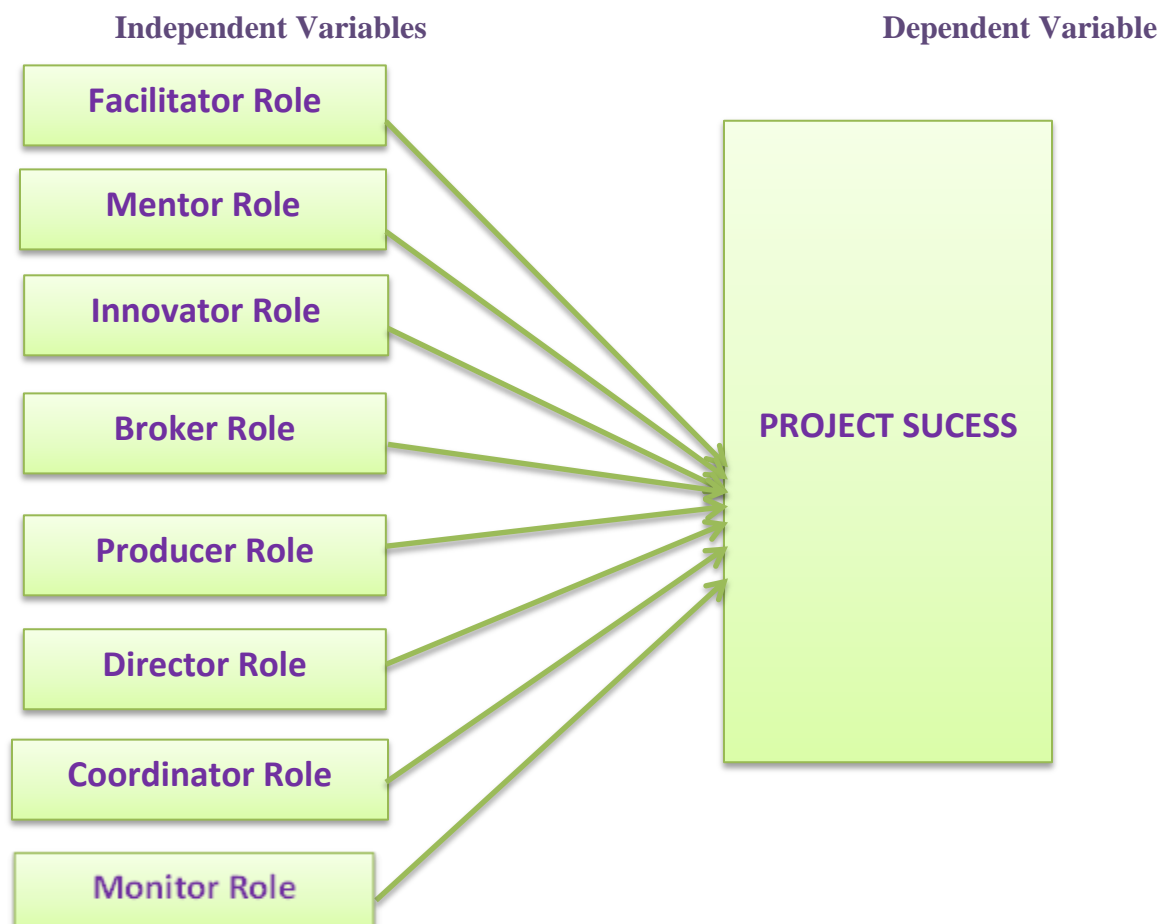 Independent Variables
Dependent Variable
Facilitator Role
Mentor Role
Innovator Role
Broker Role
PROJECT SUCESS
Producer Role
Director Role
Coordinator Role
Monitor Role